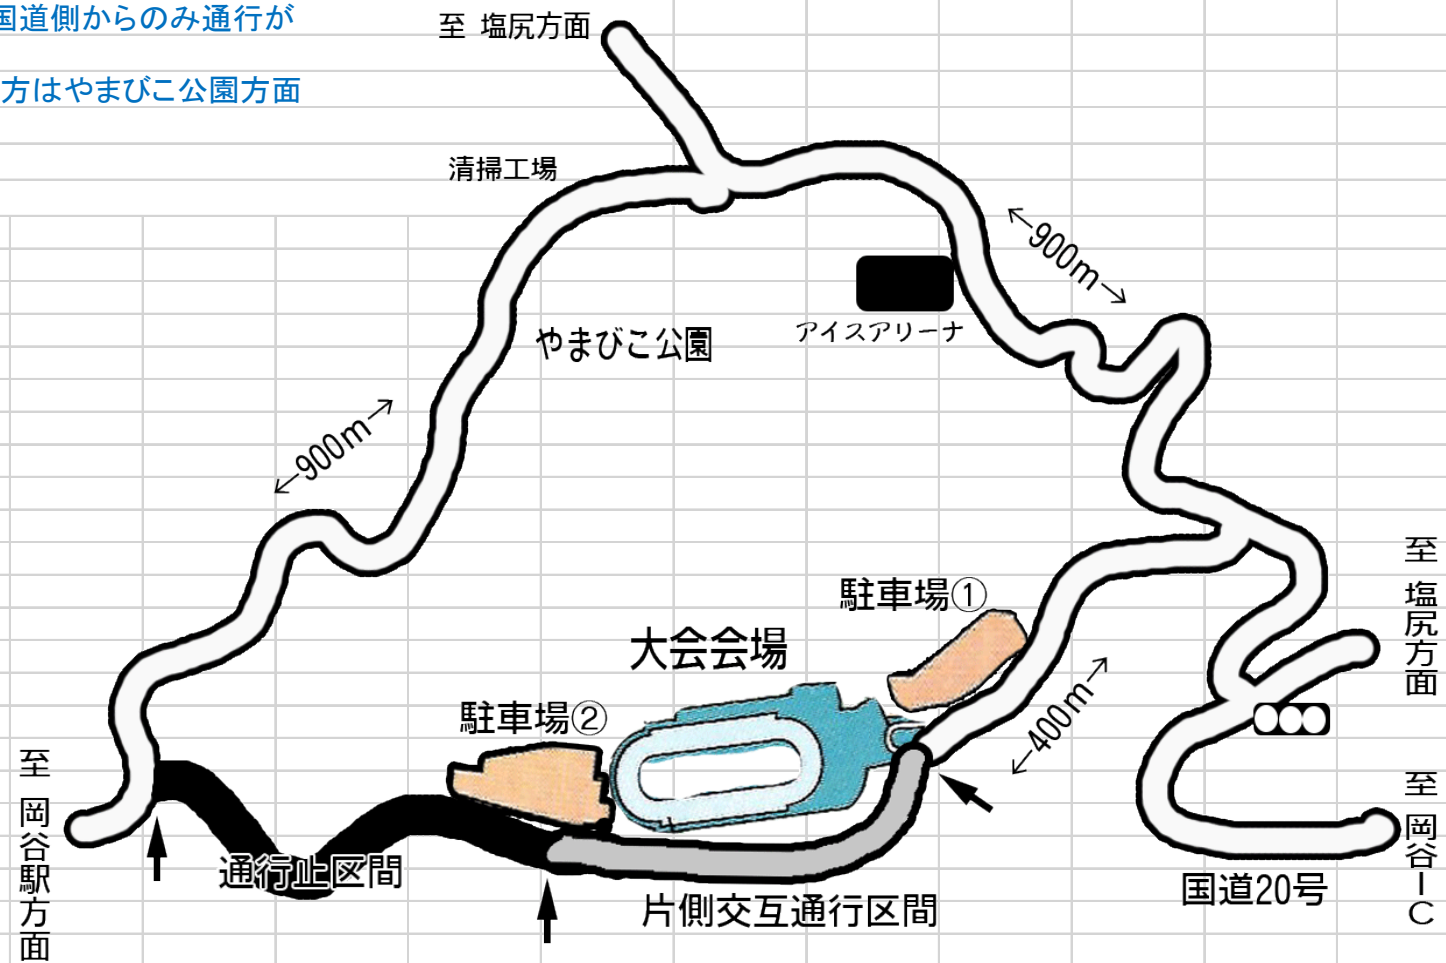 国道側からのみ通行が
方はやまびこ公園方面
至 塩尻方面
清掃工場
←900m→
アイスアリーナ
やまびこ公園
←900m→
至 塩尻方面
駐車場①
大会会場
←400m→
駐車場②
至 岡谷駅方面
至 岡谷IC
通行止区間
片側交互通行区間
国道20号